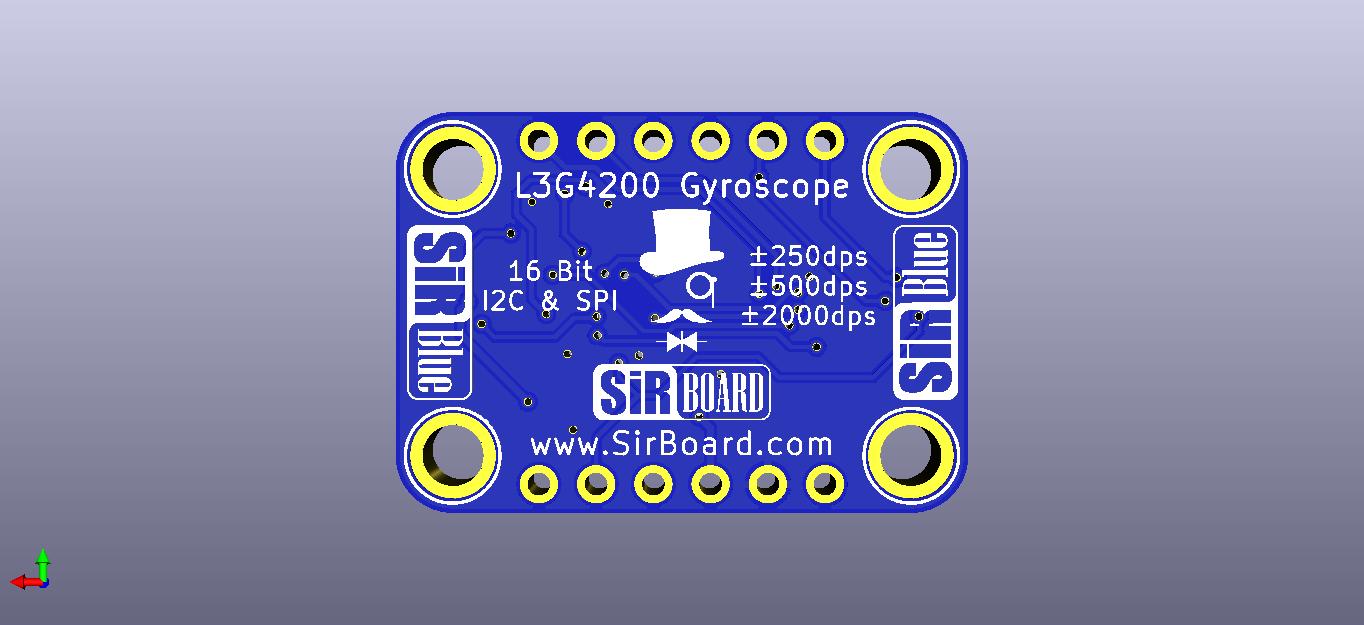 L3G4200 Gyroscope
SiR Blue
16 Bit
I2C & SPI
±250dps
±500dps
±2000dps
SiR Blue
SiR BOARD
www.SirBoard.com